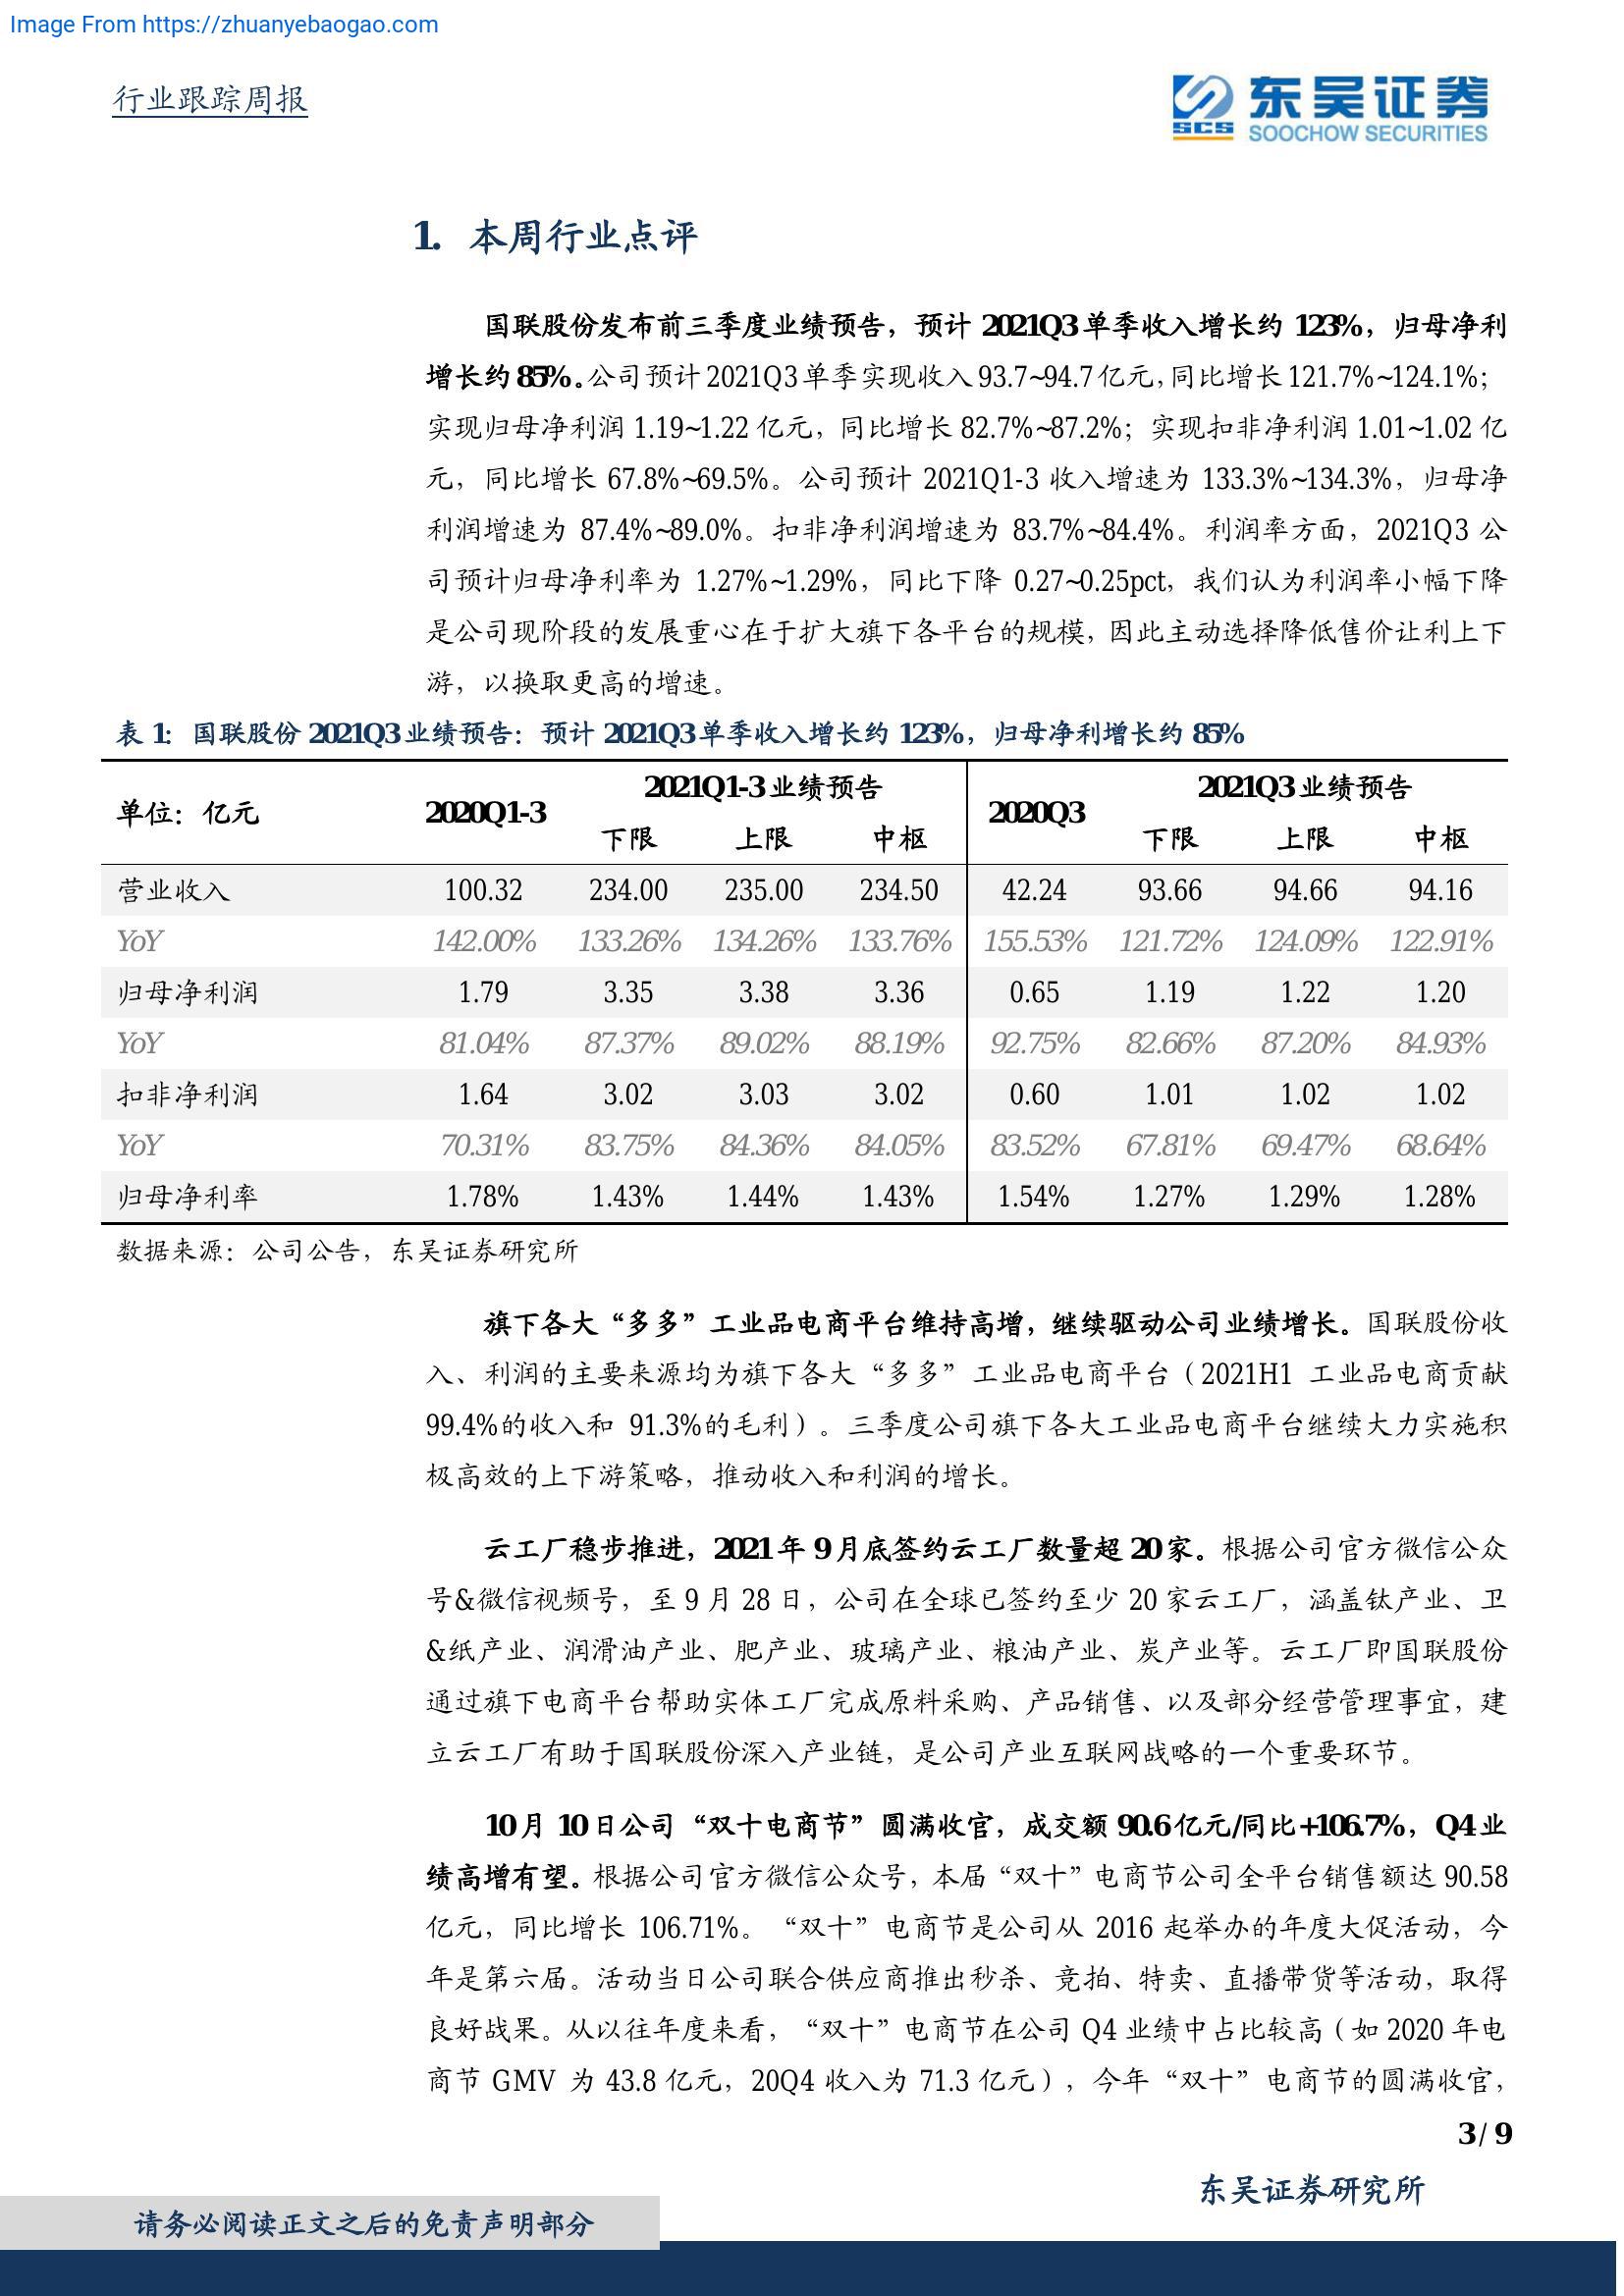 Image From https://zhuanyebaogao.com
行业跟踪周报
SCS 东吴证券
SOOCHOW SECURITIES
1. 本周行业点评
国联股份发布前三季度业绩预告，预计 2021Q3 单季收入增长约 123%，归母净利
增长约 85%。公司预计 2021Q3 单季实现收入 93.7~94.7 亿元，同比增长 121.7%~124.1%；
实现归母净利润 1.19~1.22 亿元，同比增长 82.7%~87.2%；实现扣非净利润 1.01~1.02 亿
元，同比增长 67.8%~69.5%。公司预计 2021Q1-3 收入增速为 133.3%~134.3%，归母净
利润增速为 87.4%~89.0%。扣非净利润增速为 83.7%~84.4%。利润率方面，2021Q3 公
司预计归母净利率为 1.27%~1.29%，同比下降 0.27~0.25pct，我们认为利润率小幅下降
是公司现阶段的发展重心在于扩大旗下各平台的规模，因此主动选择降低售价让利上下
游，以换取更高的增速。
表 1：国联股份 2021Q3 业绩预告：预计 2021Q3 单季收入增长约 123%，归母净利增长约 85%
单位：亿元 2020Q1-3 2021Q1-3 业绩预告 2020Q3 2021Q3 业绩预告
下限 上限 中枢 下限 上限 中枢
营业收入 100.32 234.00 235.00 234.50 42.24 93.66 94.66 94.16
YoY 142.00% 133.26% 134.26% 133.76% 155.53% 121.72% 124.09% 122.91%
归母净利润 1.79 3.35 3.38 3.36 0.65 1.19 1.22 1.20
YoY 81.04% 87.37% 89.02% 88.19% 92.75% 82.66% 87.20% 84.93%
扣非净利润 1.64 3.02 3.03 3.02 0.60 1.01 1.02 1.02
YoY 70.31% 83.75% 84.36% 84.05% 83.52% 67.81% 69.47% 68.64%
归母净利率 1.78% 1.43% 1.44% 1.43% 1.54% 1.27% 1.29% 1.28%
数据来源：公司公告，东吴证券研究所
旗下各大“多多”工业品电商平台维持高增，继续驱动公司业绩增长。国联股份收
入、利润的主要来源均为旗下各大“多多”工业品电商平台（2021H1 工业品电商贡献
99.4%的收入和 91.3%的毛利）。三季度公司旗下各大工业品电商平台继续大力实施积
极高效的上下游策略，推动收入和利润的增长。
云工厂稳步推进，2021 年 9 月底签约云工厂数量超 20 家。根据公司官方微信公众
号&微信视频号，至 9 月 28 日，公司在全球已签约至少 20 家云工厂，涵盖钛产业、卫
&纸产业、润滑油产业、肥产业、玻璃产业、粮油产业、炭产业等。云工厂即国联股份
通过旗下电商平台帮助实体工厂完成原料采购、产品销售、以及部分经营管理事宜，建
立云工厂有助于国联股份深入产业链，是公司产业互联网战略的一个重要环节。
10 月 10 日公司“双十电商节”圆满收官，成交额 90.6 亿元/同比+106.7%，Q4 业
绩高增有望。根据公司官方微信公众号，本届“双十”电商节公司全平台销售额达 90.58
亿元，同比增长 106.71%。“双十”电商节是公司从 2016 起举办的年度大促活动，今
年是第六届。活动当日公司联合供应商推出秒杀、竞拍、特卖、直播带货等活动，取得
良好战果。从以往年度来看，“双十”电商节在公司 Q4 业绩中占比较高（如 2020 年电
商节 GMV 为 43.8 亿元，20Q4 收入为 71.3 亿元），今年“双十”电商节的圆满收官，
3 / 9
东吴证券研究所
请务必阅读正文之后的免责声明部分